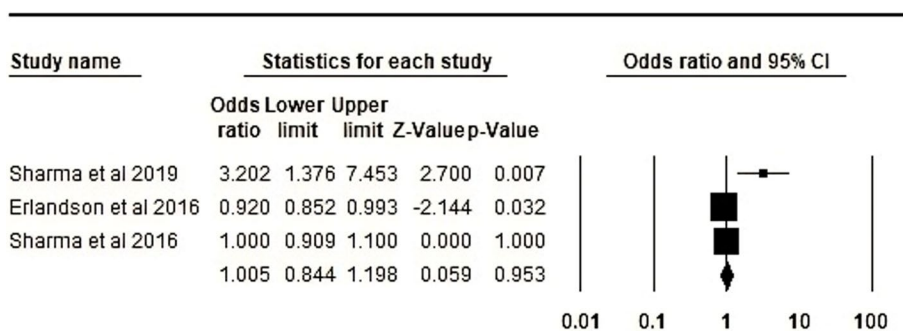 Study name Statistics for each study Odds ratio and 95% CI
Odds Lower Upper
ratio limit limit Z-Value p-Value
Sharma et al 2019 3.202 1.376 7.453 2.700 0.007
Erlandson et al 2016 0.920 0.852 0.993 -2.144 0.032
Sharma et al 2016 1.000 0.909 1.100 0.000 1.000
1.005 0.844 1.198 0.059 0.953
0.01 0.1 1 10 100